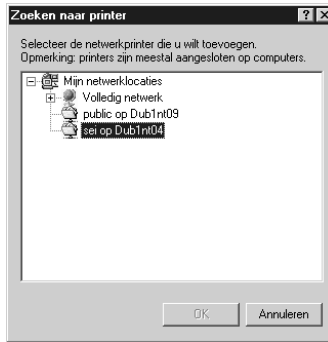 Zoeken naar printer
Selecteer de netwerkprinter die u wilt toevoegen.
Opmerking: printers zijn meestal aangesloten op computers.
Mijn netwerklocaties
Volledig netwerk
public op Dub1nt09
sei op Dub1nt04
OK
Annuleren